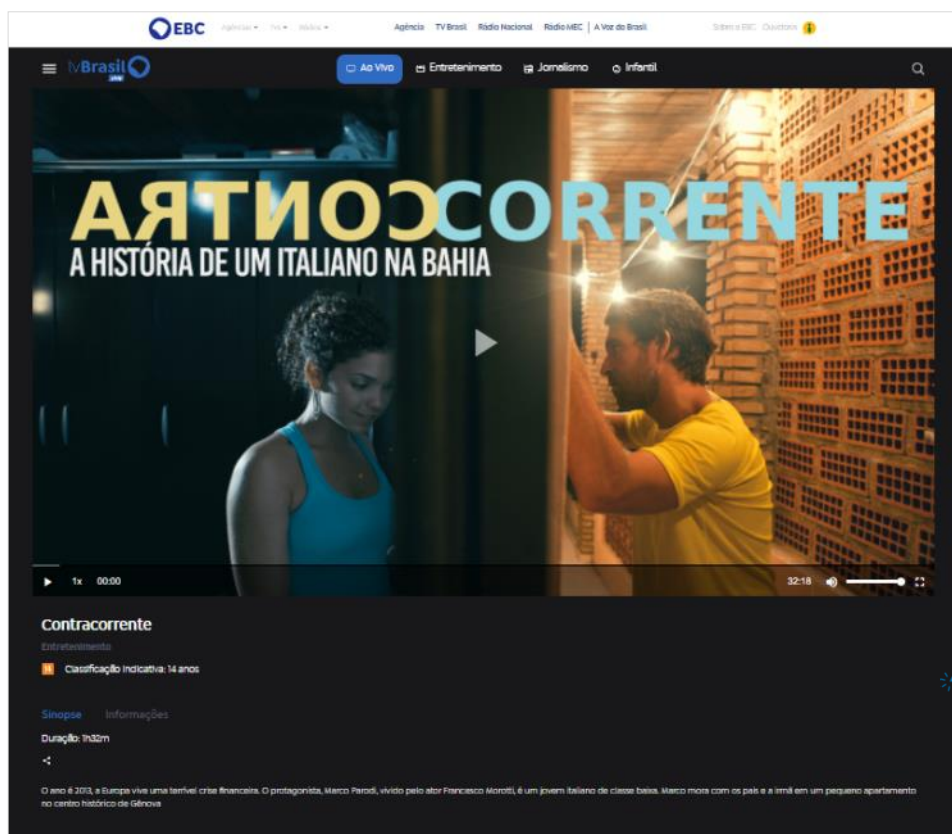 EBC
Agências TVs Rádios Agência TV Brasil Rádio Nacional Rádio MEC | A Voz do Brasil Sobre a EBC Ouvidoria
tvBrasil play Ao Vivo Entretenimento Jornalismo Infantil
CONTRACORRENTE
A HISTÓRIA DE UM ITALIANO NA BAHIA
1x 00:00 32:18
Contracorrente
Entretenimento
14 Classificação Indicativa: 14 anos
Sinopse Informações
Duração: 1h32m
O ano é 2013, a Europa vive uma terrível crise financeira. O protagonista, Marco Parodi, vivido pelo ator Francesco Morotti, é um jovem italiano de classe baixa. Marco mora com os pais e a irmã em um pequeno apartamento
no centro histórico de Gênova